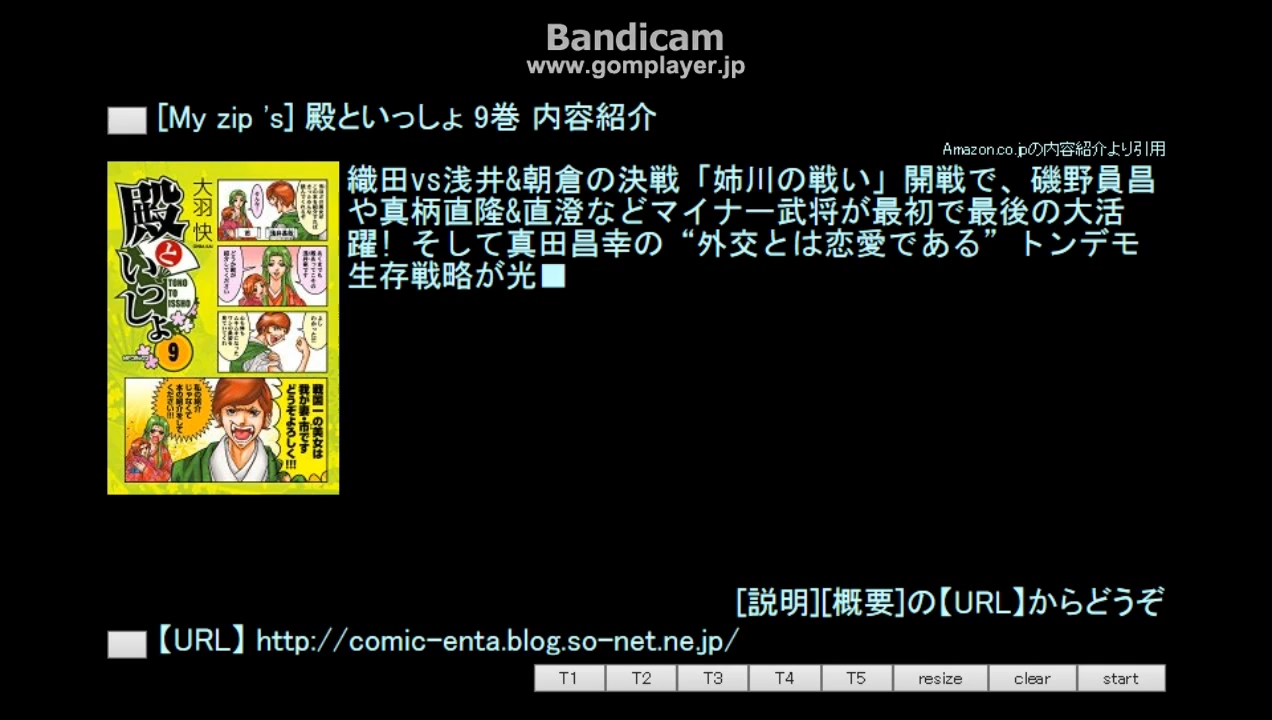 Bandicam
www.gomplayer.jp
[My zip 's] 殿といっしょ 9巻 内容紹介
Amazon.co.jpの内容紹介より引用
織田vs浅井&朝倉の決戦「姉川の戦い」開戦で、磯野員昌
や真柄直隆&直澄などマイナー武将が最初で最後の大活
躍! そして真田昌幸の“外交とは恋愛である”トンデモ
生存戦略が光■
殿といっしょ
大羽快
TONO
TO
ISSHO
9
戦国一の美女は
我が妻・市です
どうぞよろしく!!!
私の紹介
じゃなくて
本の紹介をして
ください!!!
[説明][概要]の【URL】からどうぞ
【URL】 http://comic-enta.blog.so-net.ne.jp/
T1 T2 T3 T4 T5 resize clear start